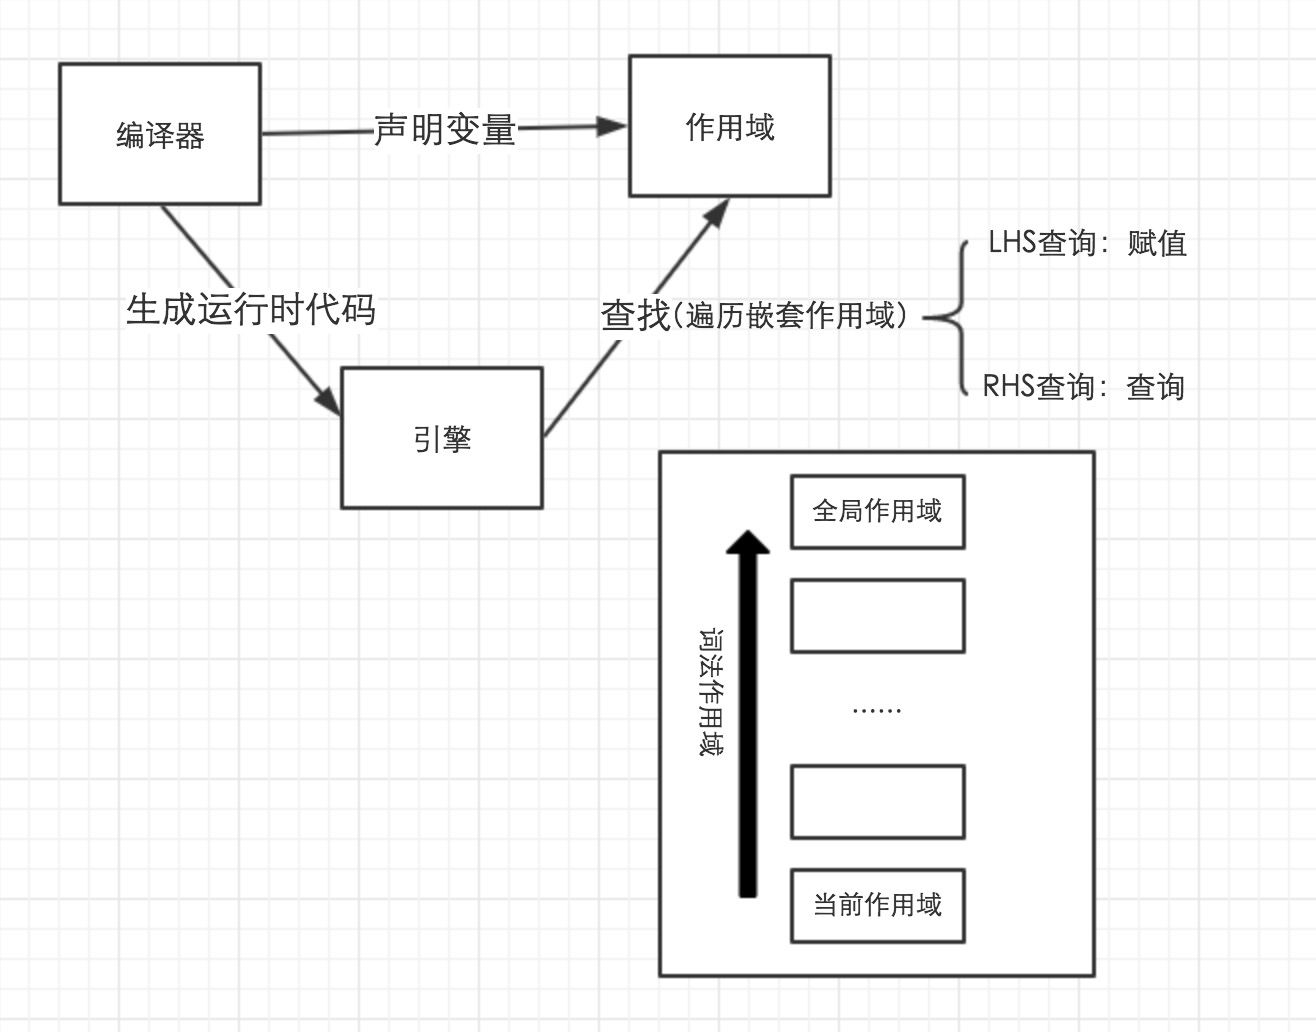 编译器
声明变量
作用域
生成运行时代码
查找(遍历嵌套作用域)
LHS查询：赋值
RHS查询：查询
引擎
全局作用域
词法作用域
......
当前作用域